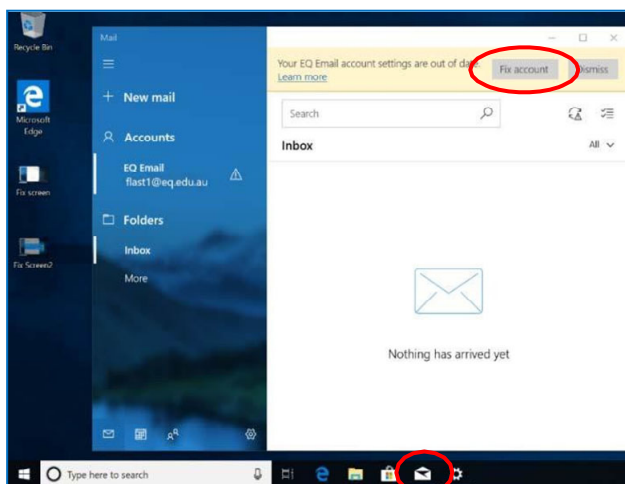 Recycle Bin
Microsoft
Edge
Fix screen
Fix Screen2
Mail
+ New mail
Accounts
EQ Email
flast1@eq.edu.au
Folders
Inbox
More
Your EQ Email account settings are out of date.
Learn more
Fix account
Dismiss
Search
Inbox
All
Nothing has arrived yet
Type here to search